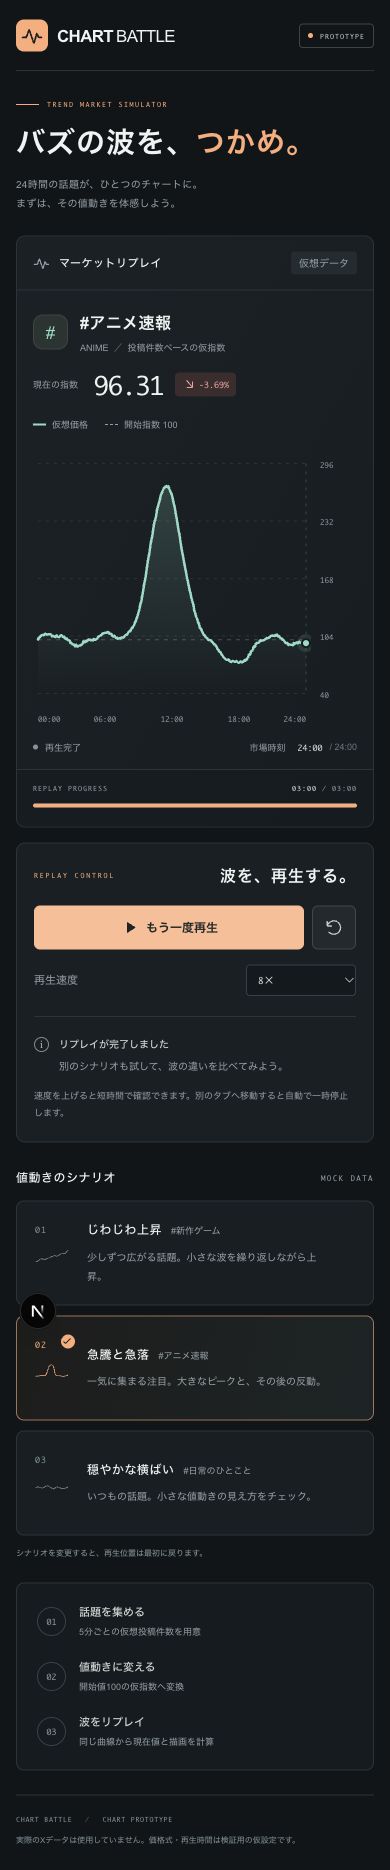 CHART BATTLE
PROTOTYPE
TREND MARKET SIMULATOR
バズの波を、つかめ。
24時間の話題が、ひとつのチャートに。
まずは、その値動きを体感しよう。
マーケットリプレイ
仮想データ
#
#アニメ速報
ANIME ／ 投稿件数ベースの仮指数
現在の指数 96.31 -3.69%
仮想価格 開始指数 100
296
232
168
104
40
00:00 06:00 12:00 18:00 24:00
再生完了 市場時刻 24:00 / 24:00
REPLAY PROGRESS 03:00 / 03:00
REPLAY CONTROL 波を、再生する。
もう一度再生
再生速度 8×
リプレイが完了しました
別のシナリオも試して、波の違いを比べてみよう。
速度を上げると短時間で確認できます。別のタブへ移動すると自動で一時停止
します。
値動きのシナリオ MOCK DATA
01 じわじわ上昇 #新作ゲーム
少しずつ広がる話題。小さな波を繰り返しながら上
昇。
N
02 急騰と急落 #アニメ速報
一気に集まる注目。大きなピークと、その後の反動。
03 穏やかな横ばい #日常のひとこと
いつもの話題。小さな値動きの見え方をチェック。
シナリオを変更すると、再生位置は最初に戻ります。
01 話題を集める
5分ごとの仮想投稿件数を用意
02 値動きに変える
開始値100の仮指数へ変換
03 波をリプレイ
同じ曲線から現在値と描画を計算
CHART BATTLE / CHART PROTOTYPE
実際のXデータは使用していません。価格式・再生時間は検証用の仮設定です。